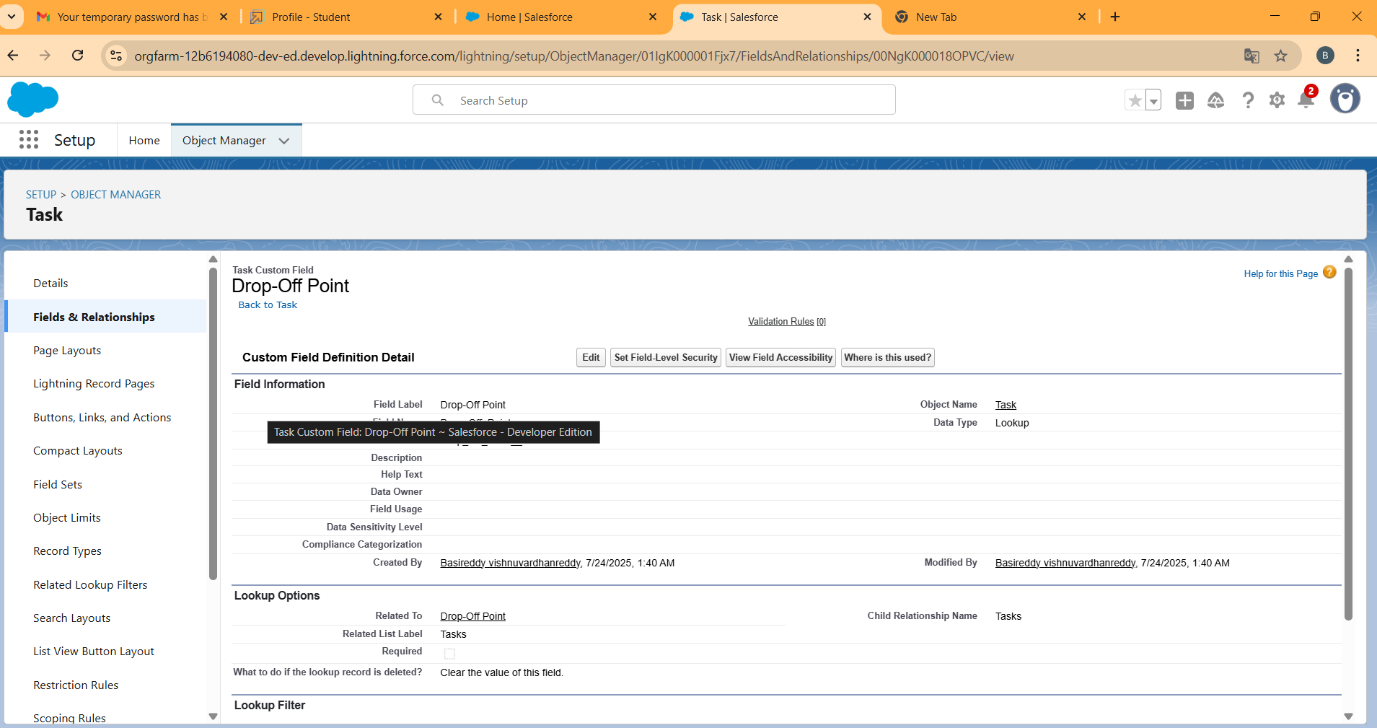 Your temporary password has b
Profile - Student
Home | Salesforce
Task | Salesforce
New Tab
orgfarm-12b6194080-dev-ed.develop.lightning.force.com/lightning/setup/ObjectManager/01IgK000001Fjx7/FieldsAndRelationships/00NgK000018OPVC/view
B
Search Setup
2
Setup
Home
Object Manager
SETUP > OBJECT MANAGER
Task
Details
Fields & Relationships
Page Layouts
Lightning Record Pages
Buttons, Links, and Actions
Compact Layouts
Field Sets
Object Limits
Record Types
Related Lookup Filters
Search Layouts
List View Button Layout
Restriction Rules
Scoping Rules
Task Custom Field
Drop-Off Point
Back to Task
Help for this Page
Validation Rules [0]
Custom Field Definition Detail
Edit
Set Field-Level Security
View Field Accessibility
Where is this used?
Field Information
Field Label Drop-Off Point Object Name Task
Data Type Lookup
Task Custom Field: Drop-Off Point ~ Salesforce - Developer Edition
Description
Help Text
Data Owner
Field Usage
Data Sensitivity Level
Compliance Categorization
Created By Basireddy vishnuvardhanreddy, 7/24/2025, 1:40 AM Modified By Basireddy vishnuvardhanreddy, 7/24/2025, 1:40 AM
Lookup Options
Related To Drop-Off Point Child Relationship Name Tasks
Related List Label Tasks
Required
What to do if the lookup record is deleted? Clear the value of this field.
Lookup Filter